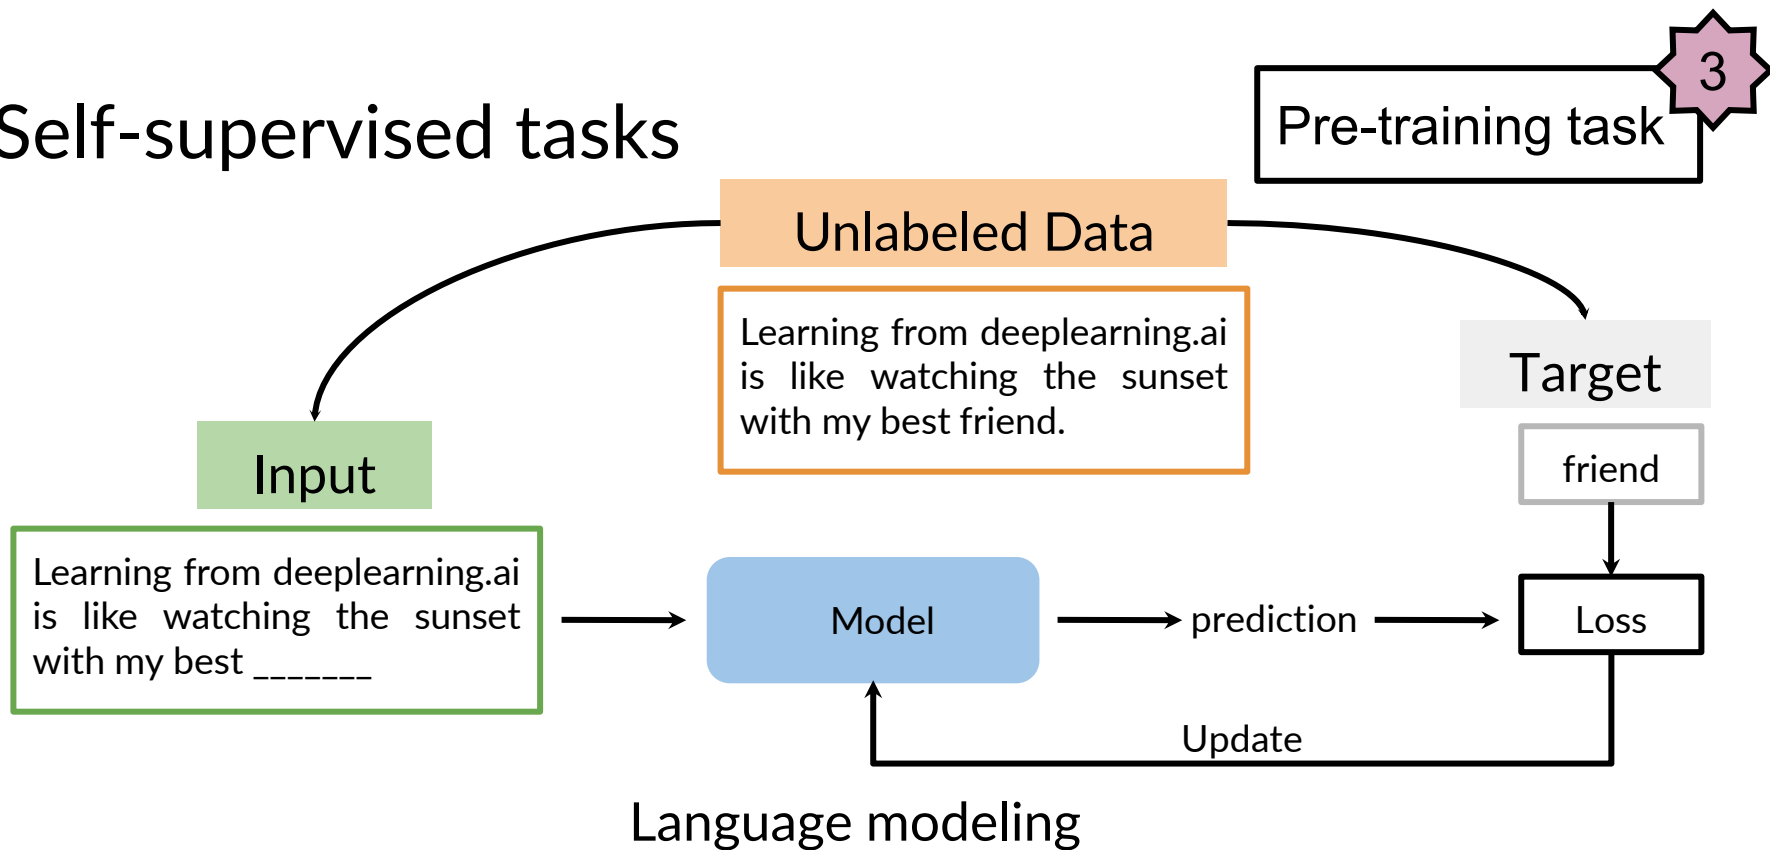 3
Pre-training task
Self-supervised tasks
Unlabeled Data
Learning from deeplearning.ai
is like watching the sunset
with my best friend.
Target
friend
Input
Learning from deeplearning.ai
is like watching the sunset
with my best _______
Model
prediction
Loss
Update
Language modeling